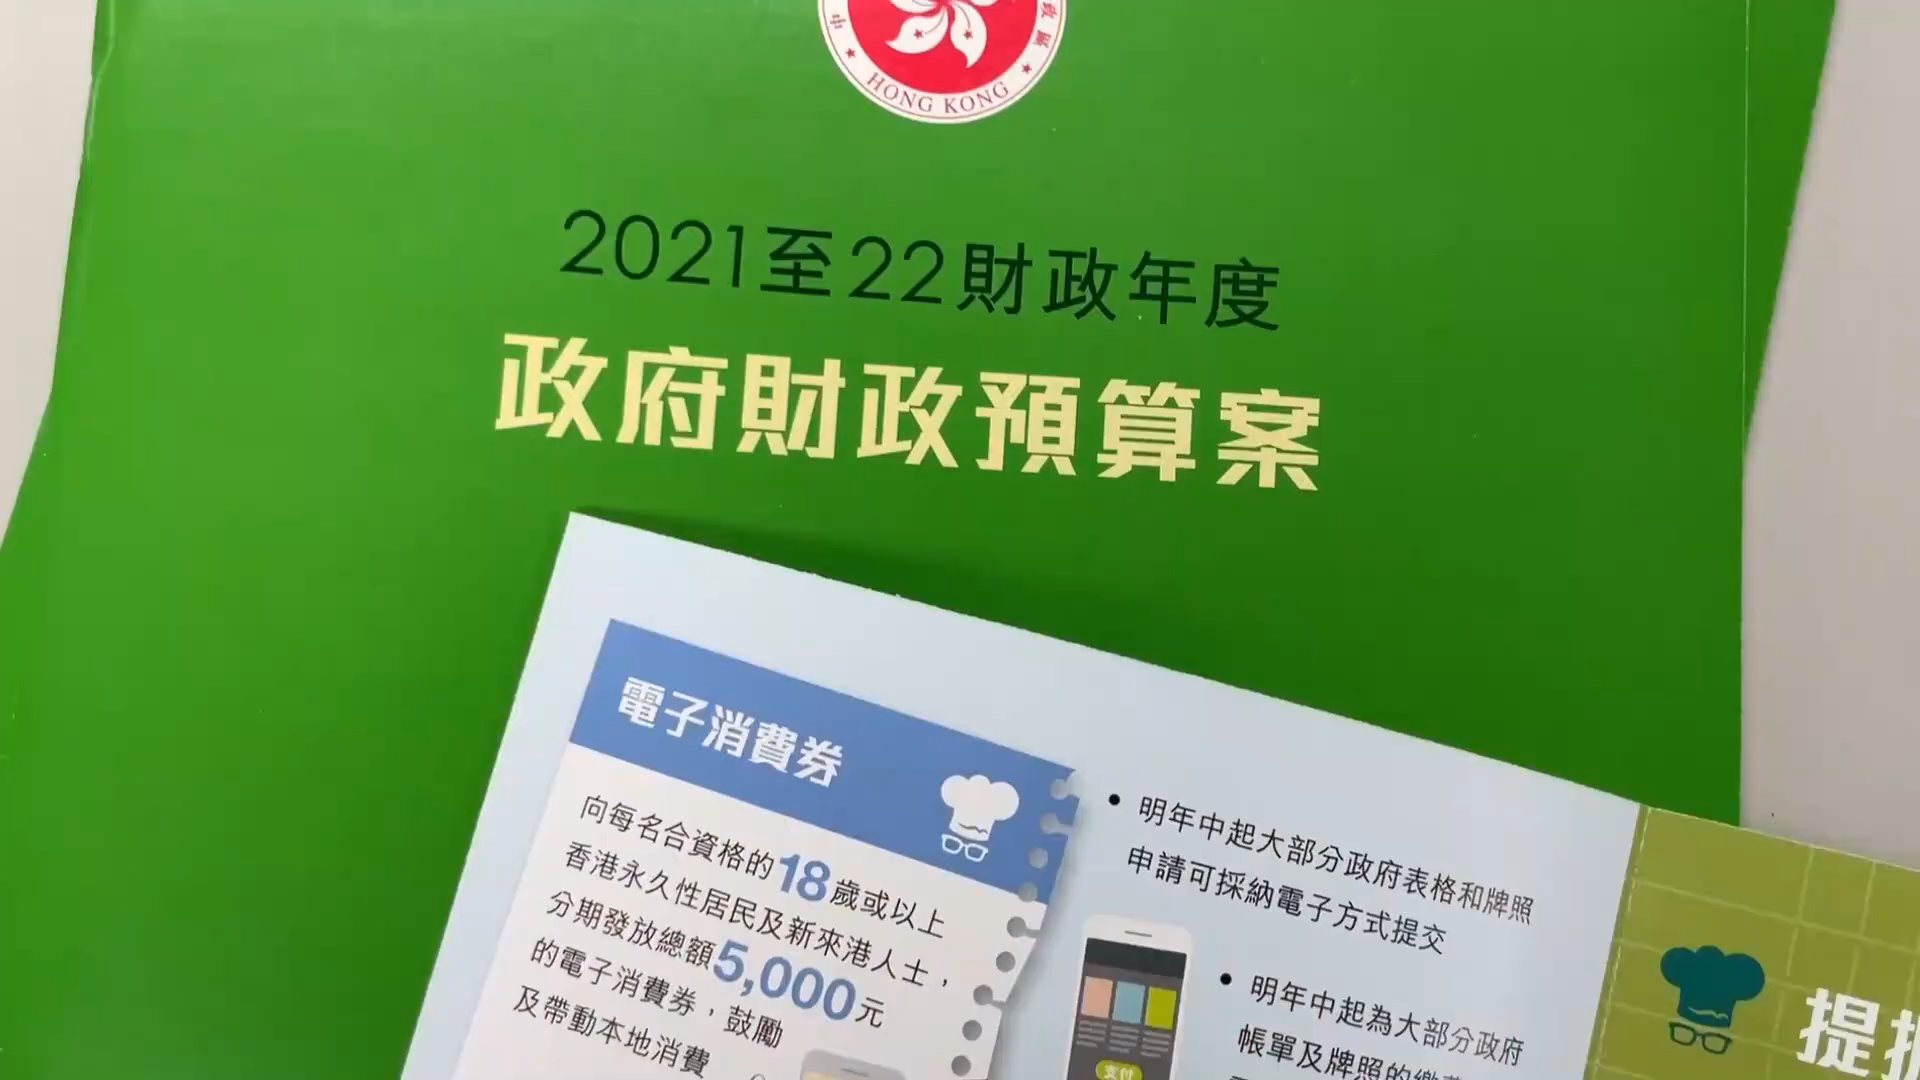 HONG KONG
2021至22財政年度
政府財政預算案
電子消費券
向每名合資格的18歲或以上
香港永久性居民及新來港人士，
分期發放總額5,000元
的電子消費券，鼓勵
及帶動本地消費
• 明年中起大部分政府表格和牌照
申請可採納電子方式提交
• 明年中起為大部分政府
帳單及牌照的繳
支付
提